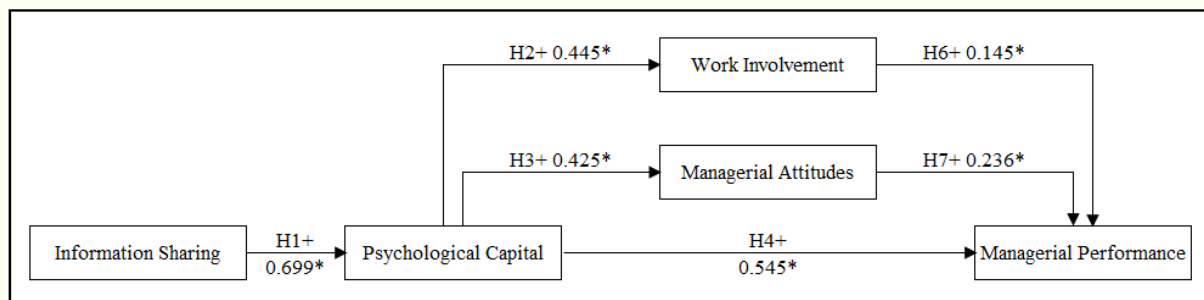 H2+ 0.445*
Work Involvement
H6+ 0.145*
H3+ 0.425*
Managerial Attitudes
H7+ 0.236*
Information Sharing
H1+
0.699*
Psychological Capital
H4+
0.545*
Managerial Performance